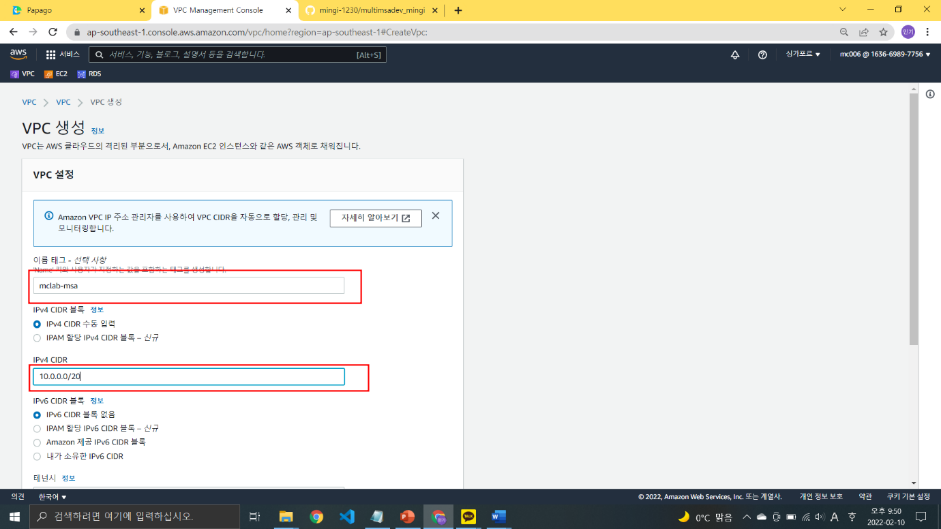 Papago
VPC Management Console
mingi-1230/multimsadev_mingi
ap-southeast-1.console.aws.amazon.com/vpc/home?region=ap-southeast-1#CreateVpc:
민기
aws
서비스
서비스, 기능, 블로그, 설명서 등을 검색합니다.
[Alt+S]
싱가포르
mc006 @ 1636-6989-7756
VPC
EC2
RDS
VPC
VPC
VPC 생성
VPC 생성 정보
VPC는 AWS 클라우드의 격리된 부분으로서, Amazon EC2 인스턴스와 같은 AWS 객체로 채워집니다.
VPC 설정
Amazon VPC IP 주소 관리자를 사용하여 VPC CIDR을 자동으로 할당, 관리 및
모니터링합니다.
자세히 알아보기
이름 태그 - 선택 사항
'Name' 키와 사용자가 지정하는 값을 포함하는 태그를 생성합니다.
mclab-msa
IPv4 CIDR 블록 정보
IPv4 CIDR 수동 입력
IPAM 할당 IPv4 CIDR 블록 – 신규
IPv4 CIDR
10.0.0.0/20
IPv6 CIDR 블록 정보
IPv6 CIDR 블록 없음
IPAM 할당 IPv6 CIDR 블록 – 신규
Amazon 제공 IPv6 CIDR 블록
내가 소유한 IPv6 CIDR
테넌시 정보
의견
한국어
© 2022, Amazon Web Services, Inc. 또는 계열사.
개인 정보 보호
약관
쿠키 기본 설정
검색하려면 여기에 입력하십시오.
0°C 맑음
A
오후 9:50
2022-02-10